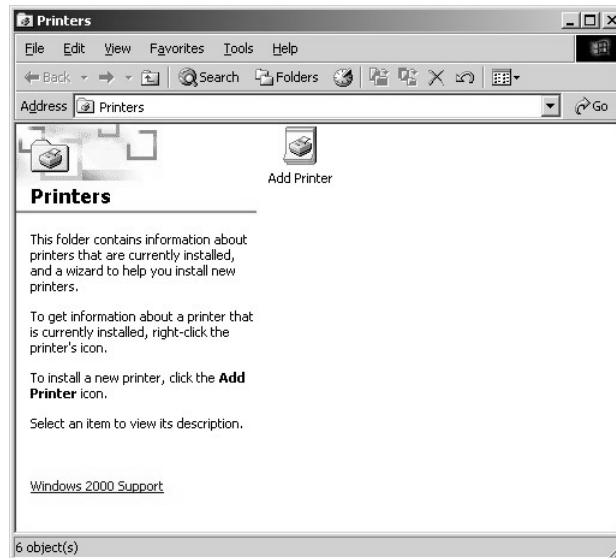 Printers
File Edit View Favorites Tools Help
Back Search Folders
Address Printers Go
Add Printer
Printers
This folder contains information about
printers that are currently installed,
and a wizard to help you install new
printers.
To get information about a printer that
is currently installed, right-click the
printer's icon.
To install a new printer, click the Add
Printer icon.
Select an item to view its description.
Windows 2000 Support
6 object(s)